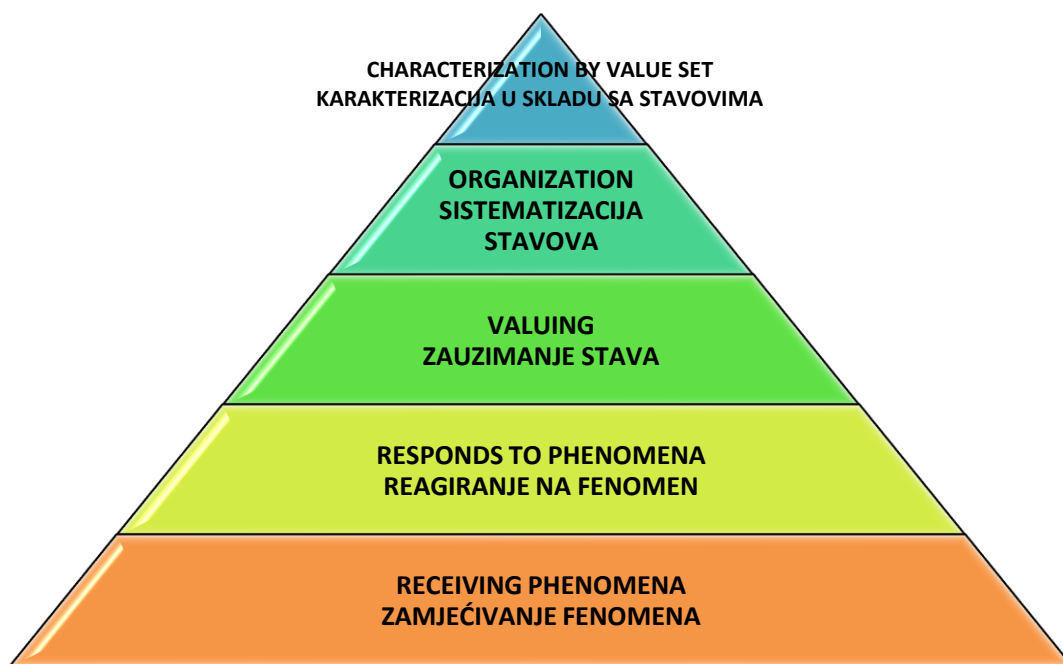 CHARACTERIZATION BY VALUE SET
KARAKTERIZACIJA U SKLADU SA STAVOVIMA
ORGANIZATION
SISTEMATIZACIJA
STAVOVA
VALUING
ZAUZIMANJE STAVA
RESPONDS TO PHENOMENA
REAGIRANJE NA FENOMEN
RECEIVING PHENOMENA
ZAMJEĆIVANJE FENOMENA